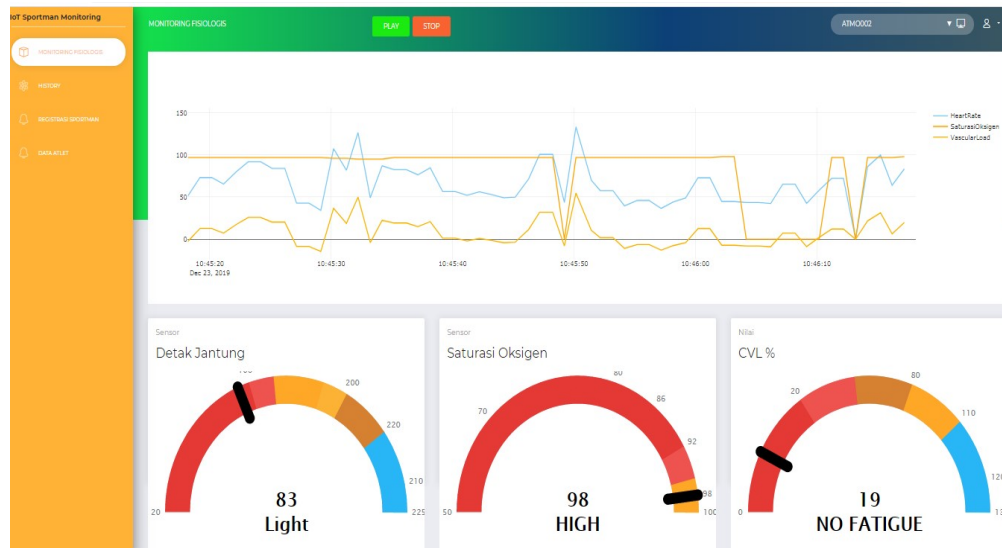 IoT Sportman Monitoring
MONITORING FISIOLOGIS
HISTORY
REGISTRASI SPORTMAN
DATA ATLET
MONITORING FISIOLOGIS
PLAY
STOP
ATM0002
150
100
50
0
10:45:20
10:45:30
10:45:40
10:45:50
10:46:00
10:46:10
Dec 23, 2019
HeartRate
SaturasiOksigen
VascularLoad
Sensor
Detak Jantung
200
220
210
20
225
83
Light
Sensor
Saturasi Oksigen
80
86
70
92
98
50
100
98
HIGH
Nilai
CVL %
80
20
110
0
19
NO FATIGUE